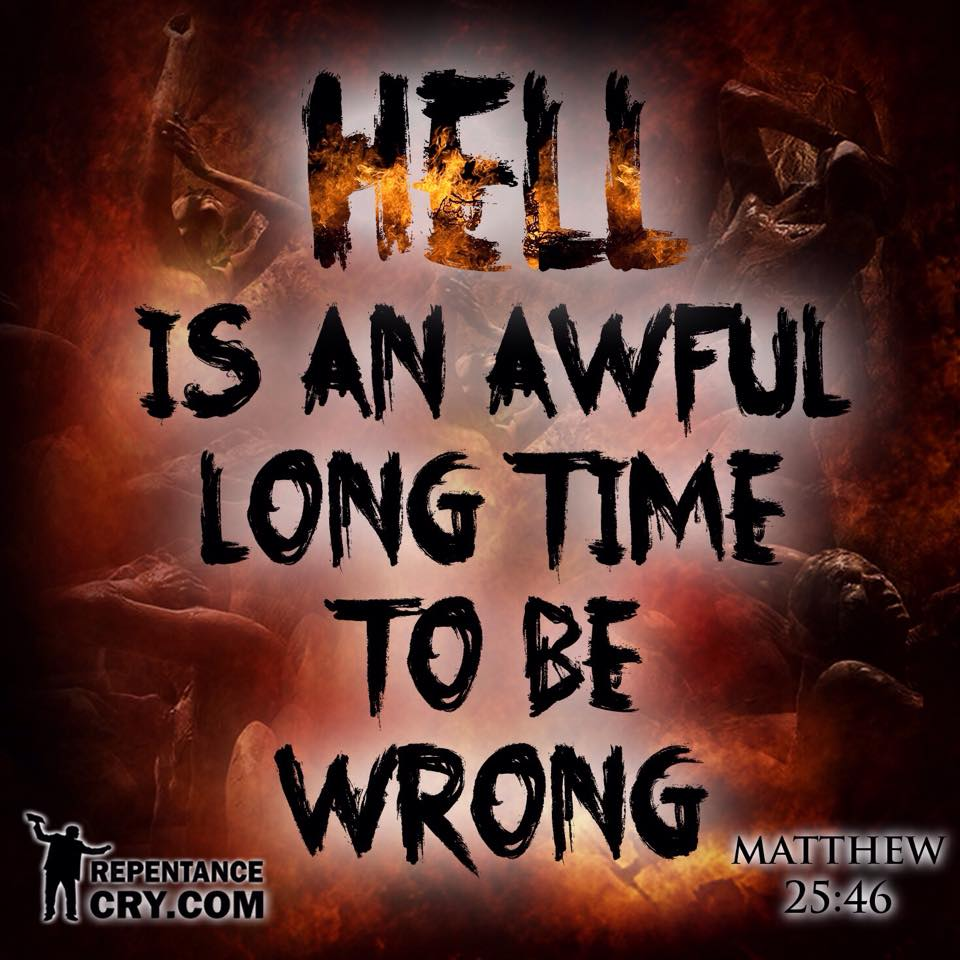 HELL
IS AN AWFUL
LONG TIME
TO BE
WRONG
REPENTANCE
CRY.COM
MATTHEW
25:46